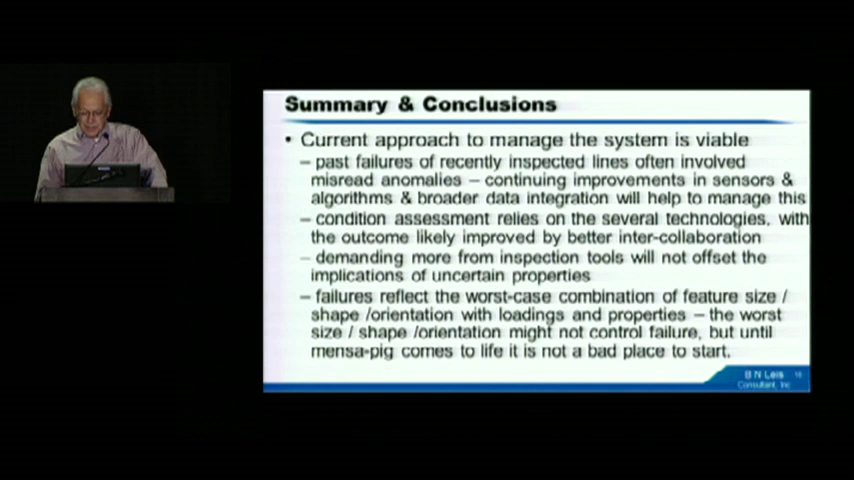 Summary & Conclusions
• Current approach to manage the system is viable
– past failures of recently inspected lines often involved
misread anomalies – continuing improvements in sensors &
algorithms & broader data integration will help to manage this
– condition assessment relies on the several technologies, with
the outcome likely improved by better inter-collaboration
– demanding more from inspection tools will not offset the
implications of uncertain properties
– failures reflect the worst-case combination of feature size /
shape /orientation with loadings and properties – the worst
size / shape /orientation might not control failure, but until
mensa-pig comes to life it is not a bad place to start.
B N Leis
Consultant, Inc